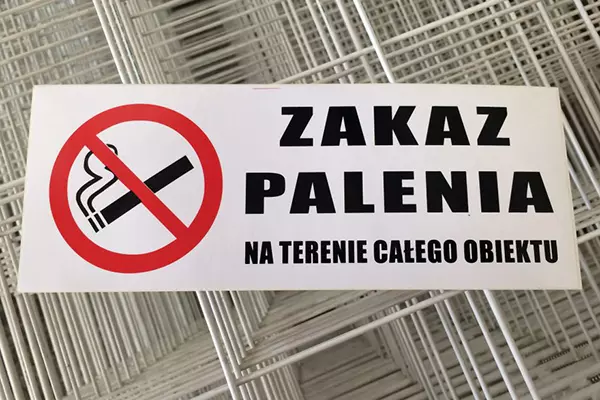 ZAKAZ
PALENIA
NA TERENIE CAŁEGO OBIEKTU